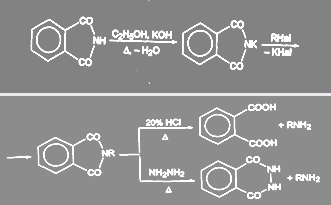 CO
NH
CO
C₂H₅OH, KOH
Δ, – H₂O
CO
NK
CO
RHal
– KHal
CO
NR
CO
20% HCl
Δ
COOH
COOH
+ RNH₂
NH₂NH₂
Δ
CO
NH
NH
CO
+ RNH₂